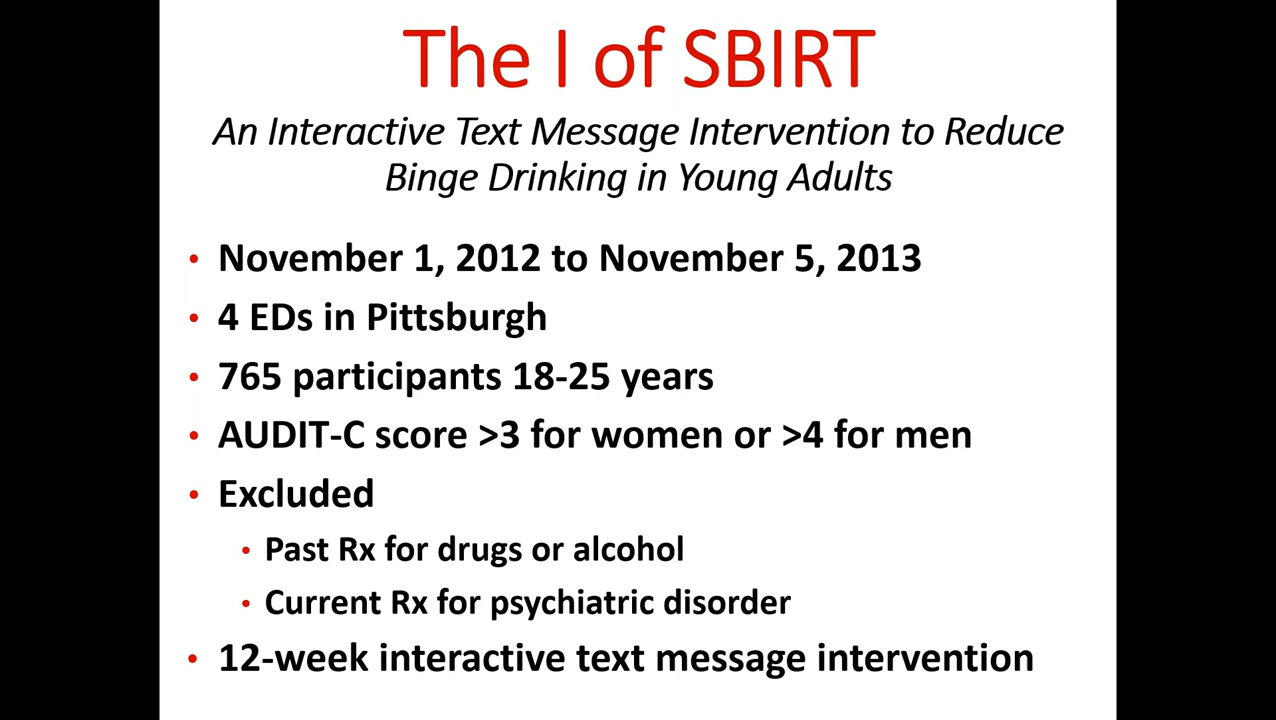 The I of SBIRT
An Interactive Text Message Intervention to Reduce
Binge Drinking in Young Adults
• November 1, 2012 to November 5, 2013
• 4 EDs in Pittsburgh
• 765 participants 18-25 years
• AUDIT-C score >3 for women or >4 for men
• Excluded
• Past Rx for drugs or alcohol
• Current Rx for psychiatric disorder
• 12-week interactive text message intervention